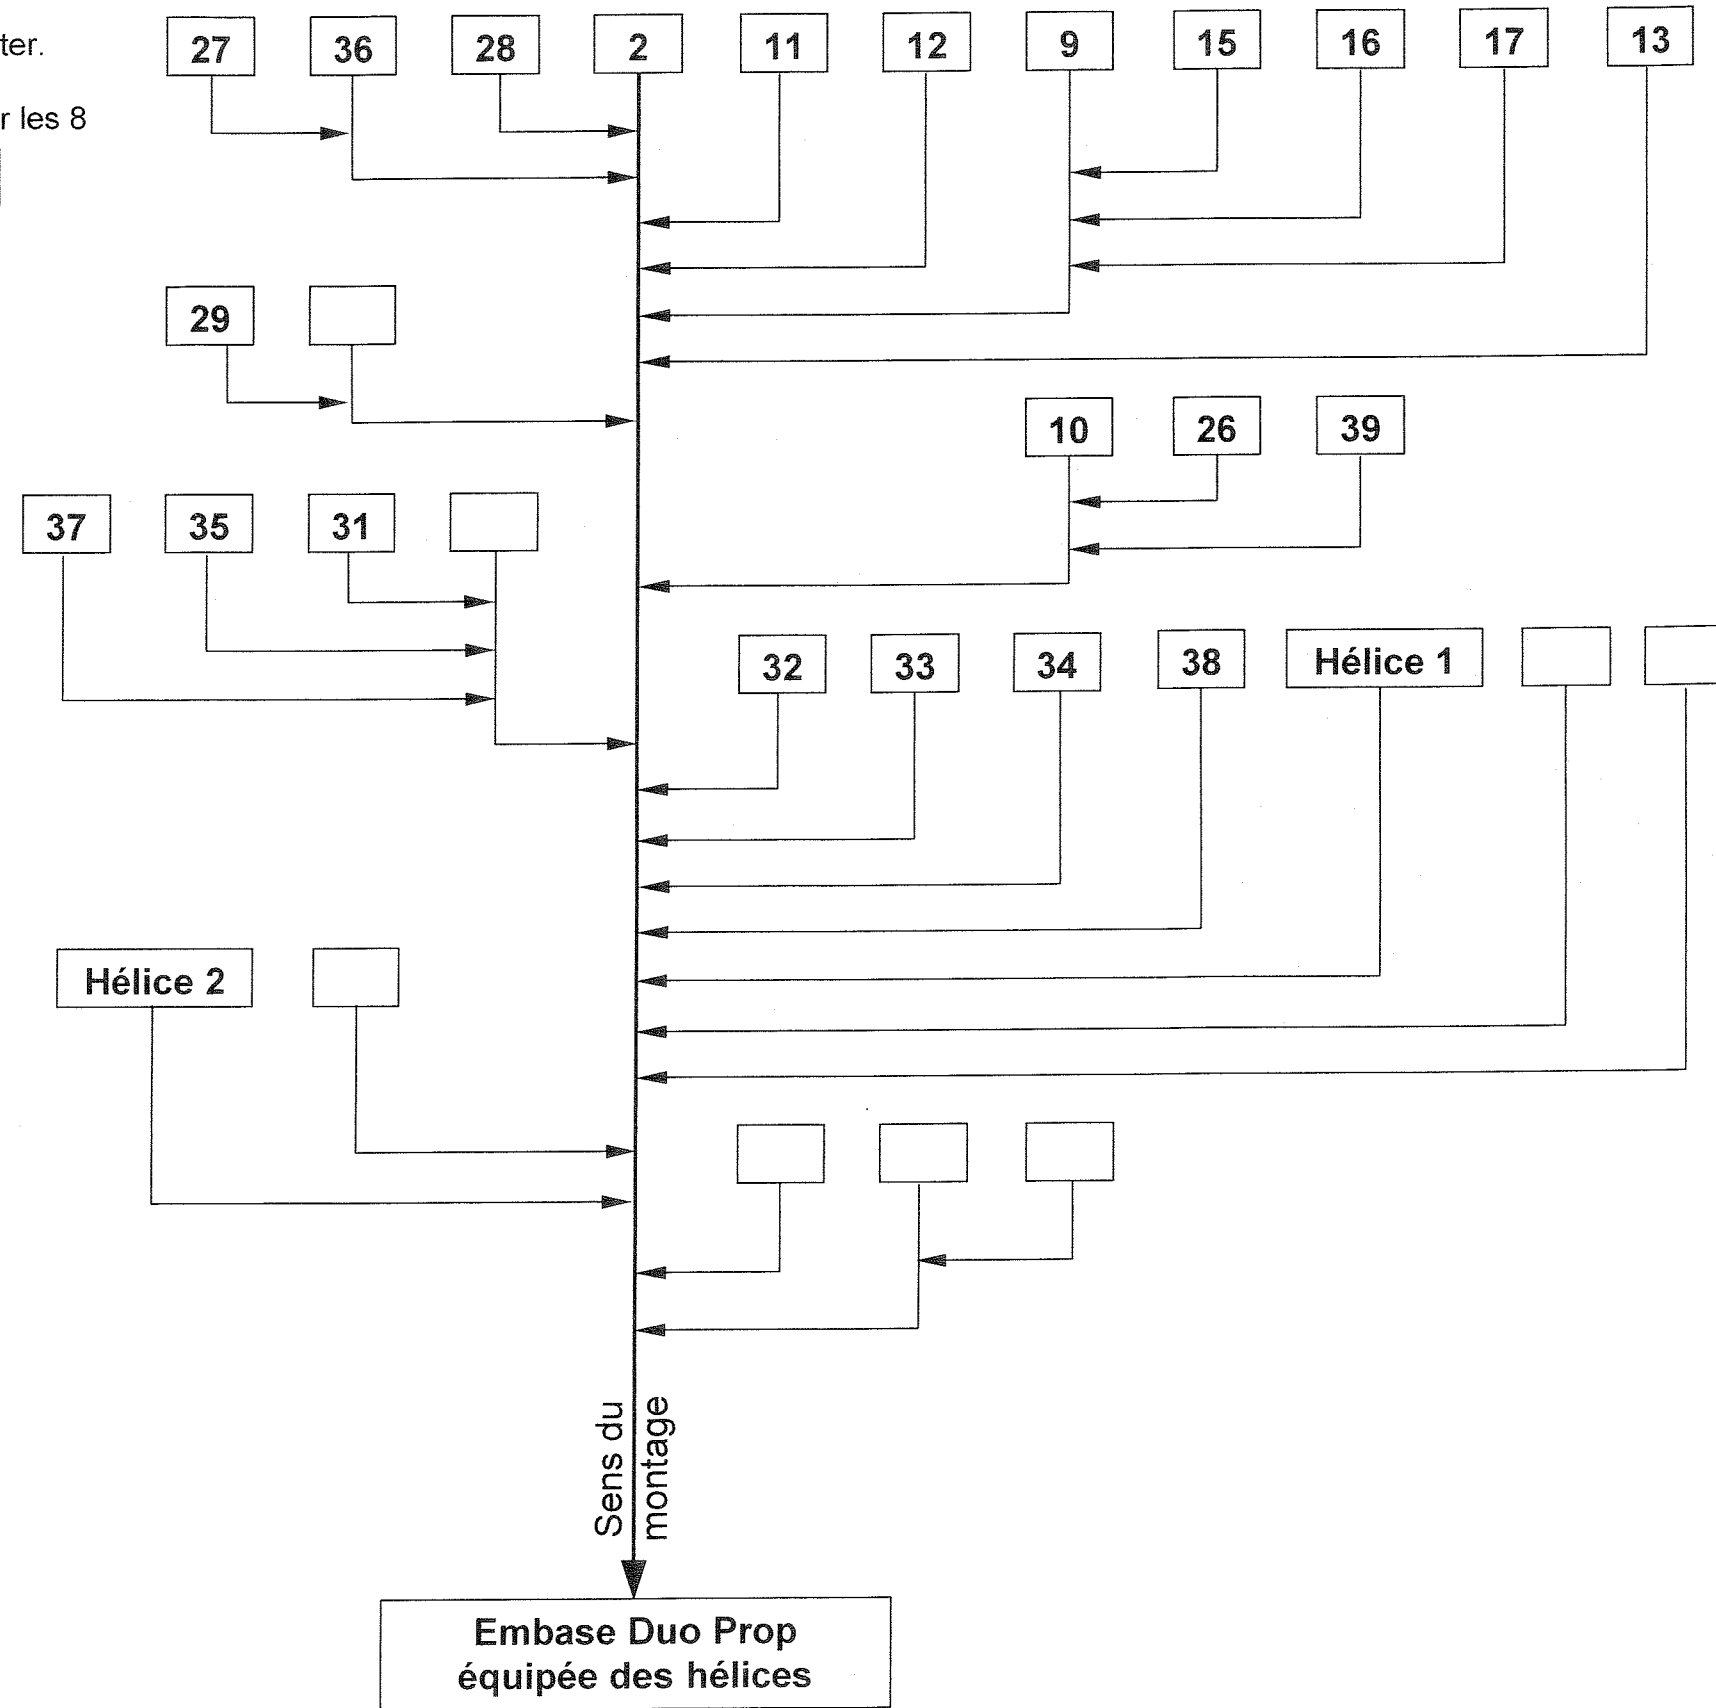 ter.
27
36
28
2
11
12
9
15
16
17
13
r les 8
29
10
26
39
37
35
31
32
33
34
38
Hélice 1
Hélice 2
Sens du
montage
Embase Duo Prop
équipée des hélices